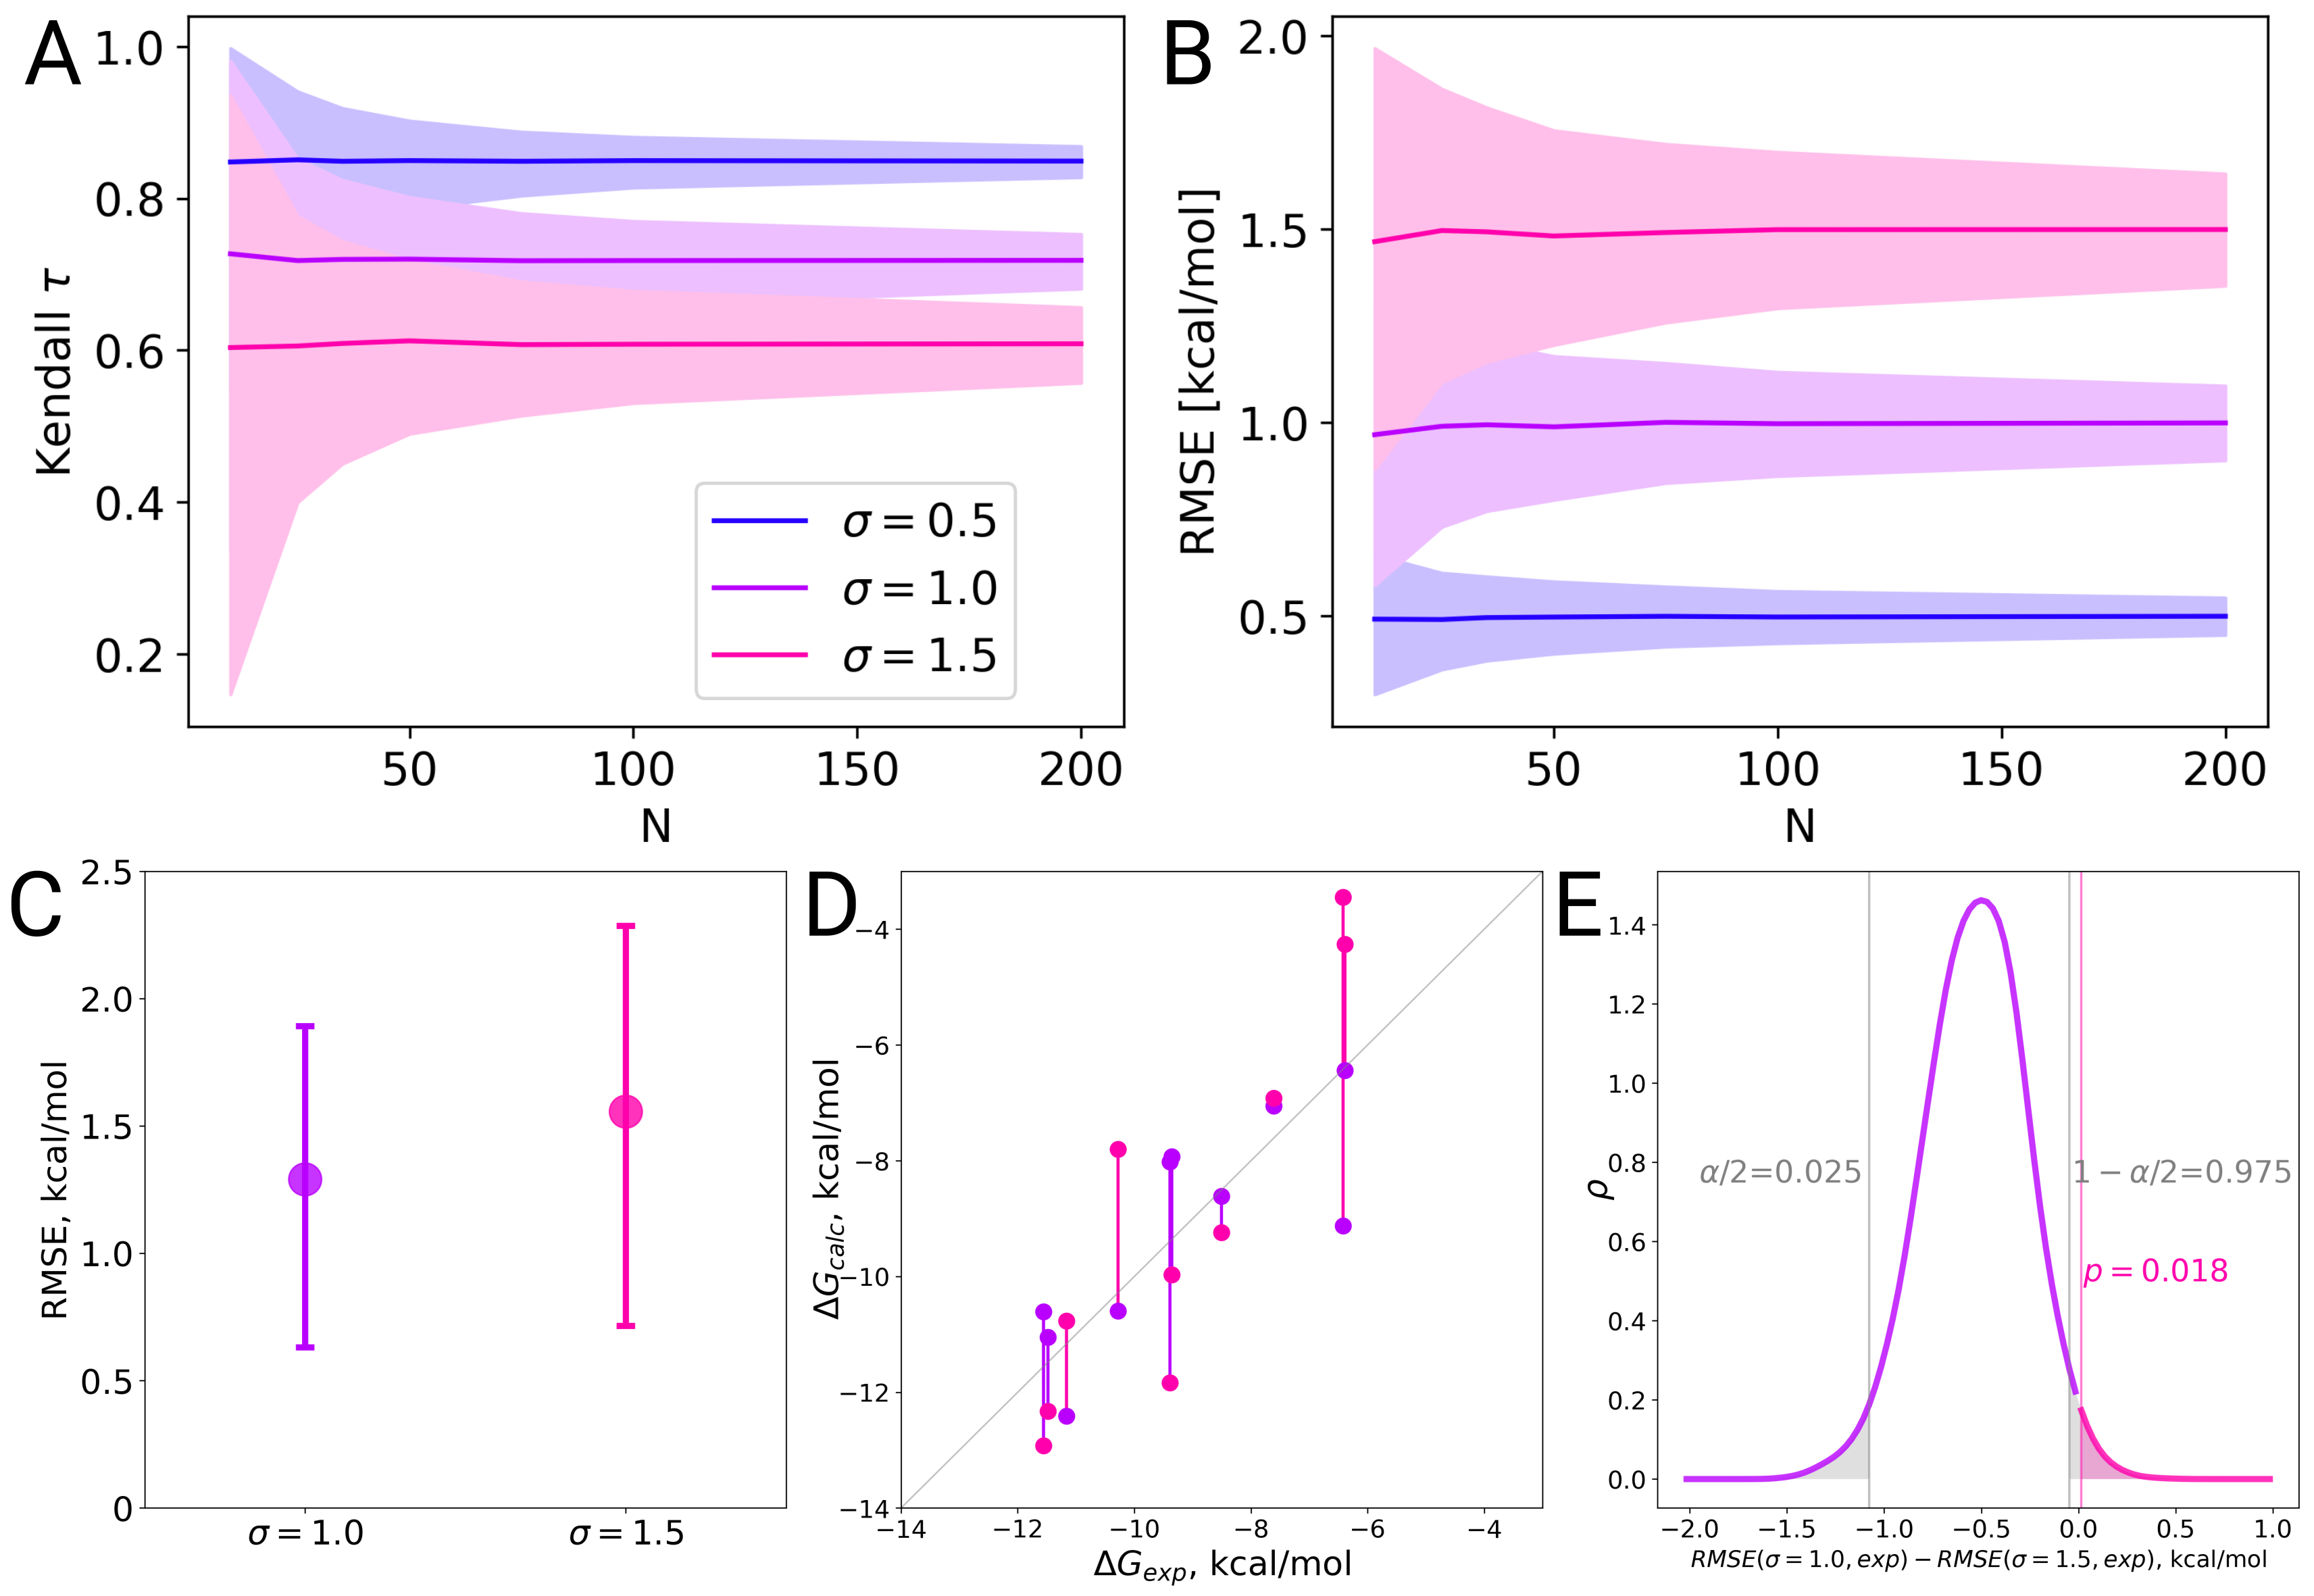 A
1.0
0.8
0.6
0.4
0.2
Kendall τ
σ = 0.5
σ = 1.0
σ = 1.5
50 100 150 200
N
B
2.0
1.5
1.0
0.5
RMSE [kcal/mol]
50 100 150 200
N
C
2.5
2.0
1.5
1.0
0.5
0
RMSE, kcal/mol
σ = 1.0 σ = 1.5
D
−4
−6
−8
−10
−12
−14
ΔG_calc, kcal/mol
−14 −12 −10 −8 −6 −4
ΔG_exp, kcal/mol
E
1.4
1.2
1.0
0.8
0.6
0.4
0.2
0.0
ρ
α/2=0.025
1 − α/2=0.975
p = 0.018
−2.0 −1.5 −1.0 −0.5 0.0 0.5 1.0
RMSE(σ = 1.0, exp) − RMSE(σ = 1.5, exp), kcal/mol